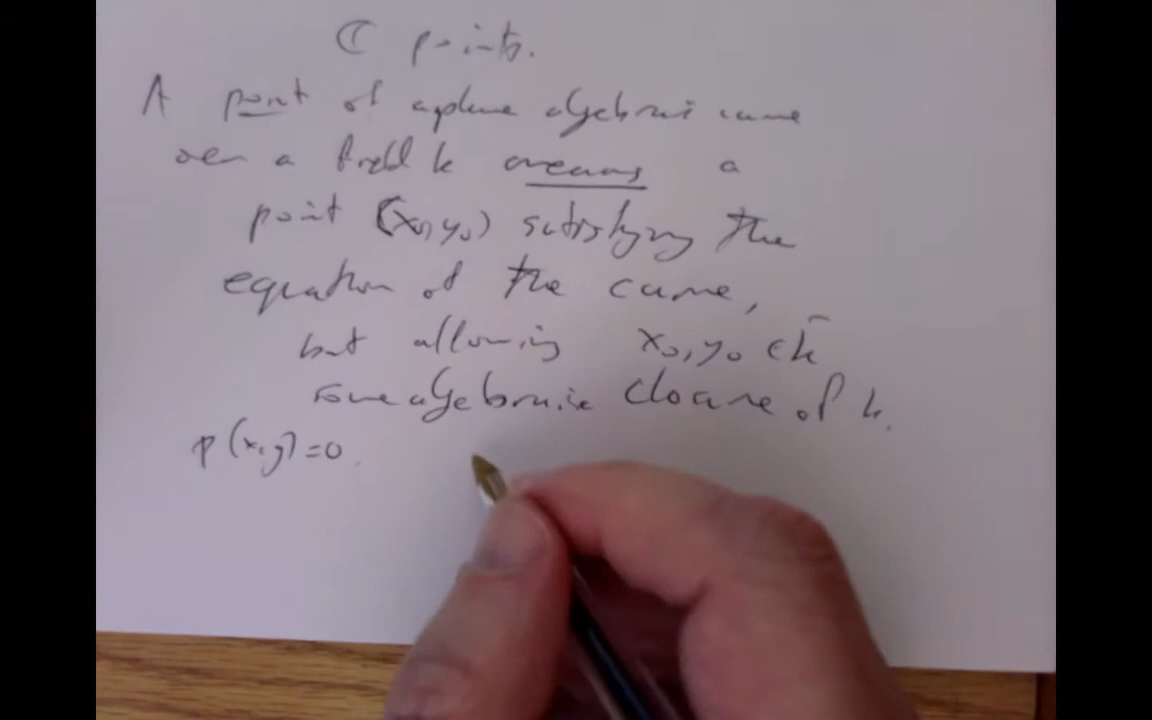 ℂ points.
A point of a plane algebraic curve
over a field k means a
point (x₀,y₀) satisfying the
equation of the curve,
but allowing x₀,y₀ ∈ k̄
some algebraic closure of k.
p(x,y)=0.